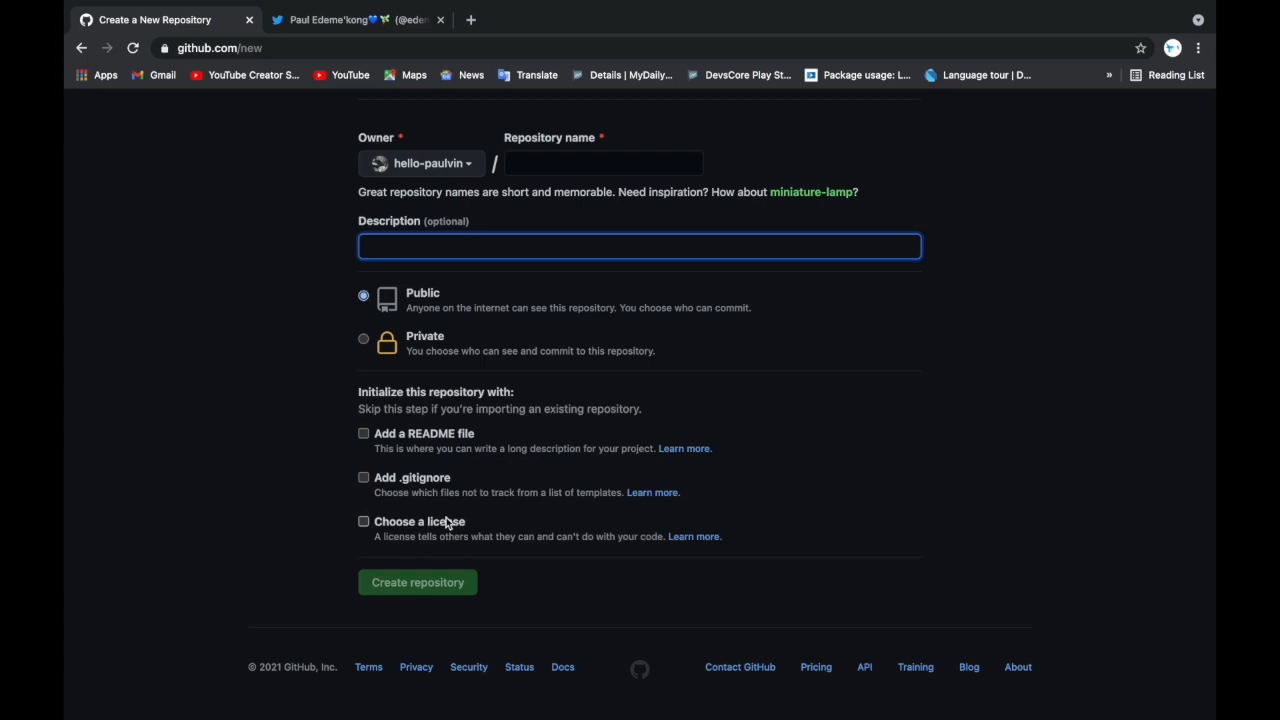 Create a New Repository
Paul Edeme'kong💙🌿 (@eden
github.com/new
Apps Gmail YouTube Creator S... YouTube Maps News Translate Details | MyDaily... DevsCore Play St... Package usage: L... Language tour | D... » Reading List
Owner * Repository name *
hello-paulvin /
Great repository names are short and memorable. Need inspiration? How about miniature-lamp?
Description (optional)
Public
Anyone on the internet can see this repository. You choose who can commit.
Private
You choose who can see and commit to this repository.
Initialize this repository with:
Skip this step if you're importing an existing repository.
Add a README file
This is where you can write a long description for your project. Learn more.
Add .gitignore
Choose which files not to track from a list of templates. Learn more.
Choose a license
A license tells others what they can and can't do with your code. Learn more.
Create repository
© 2021 GitHub, Inc. Terms Privacy Security Status Docs Contact GitHub Pricing API Training Blog About